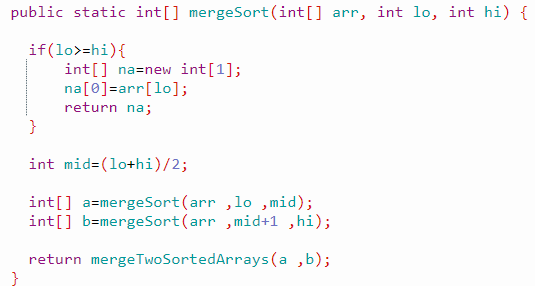 public static int[] mergeSort(int[] arr, int lo, int hi) {
if(lo>=hi){
int[] na=new int[1];
na[0]=arr[lo];
return na;
}
int mid=(lo+hi)/2;
int[] a=mergeSort(arr ,lo ,mid);
int[] b=mergeSort(arr ,mid+1 ,hi);
return mergeTwoSortedArrays(a ,b);
}